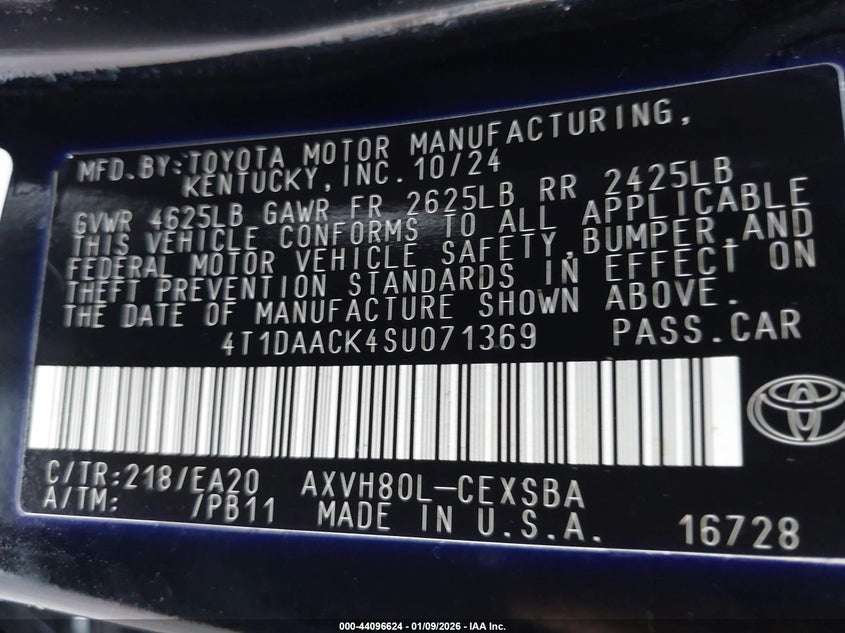 MFD.BY:TOYOTA MOTOR MANUFACTURING,
KENTUCKY,INC. 10/24
GVWR 4625LB GAWR FR 2625LB RR 2425LB
THIS VEHICLE CONFORMS TO ALL APPLICABLE
FEDERAL MOTOR VEHICLE SAFETY,BUMPER,AND
THEFT PREVENTION STANDARDS IN EFFECT ON
THE DATE OF MANUFACTURE SHOWN ABOVE.
4T1DAACK4SU071369 PASS.CAR
C/TR:218/EA20 AXVH80L-CEXSBA
A/TM: /PB11 MADE IN U.S.A. 16728
000-44096624 | 01/09/2026 - IAA Inc.